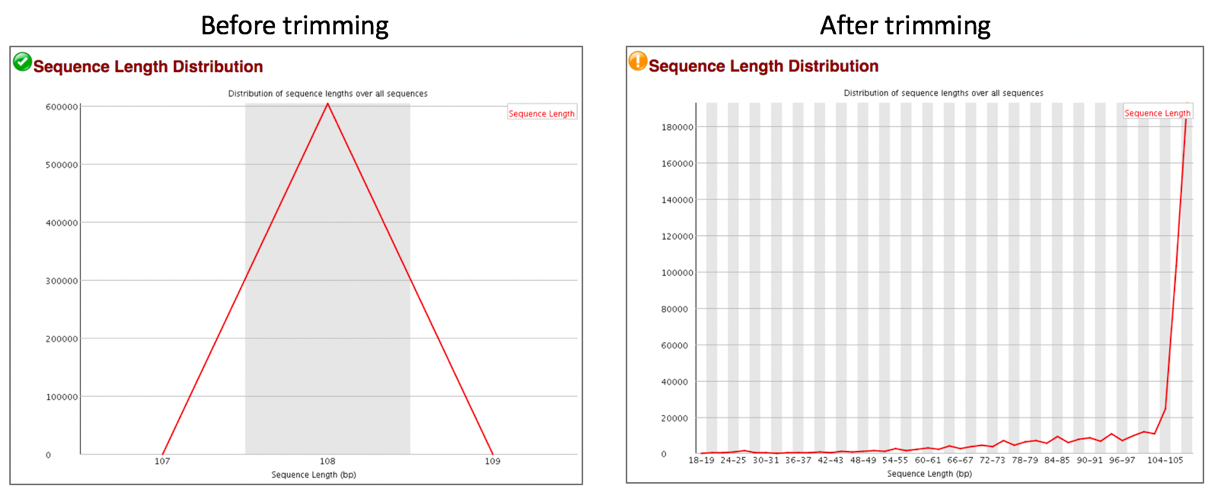 Before trimming
After trimming
Sequence Length Distribution
Distribution of sequence lengths over all sequences
Sequence Length
600000
500000
400000
300000
200000
100000
0
107
108
109
Sequence Length (bp)
Sequence Length Distribution
Distribution of sequence lengths over all sequences
Sequence Length
180000
160000
140000
120000
100000
80000
60000
40000
20000
0
18-19 24-25 30-31 36-37 42-43 48-49 54-55 60-61 66-67 72-73 78-79 84-85 90-91 96-97 104-105
Sequence Length (bp)